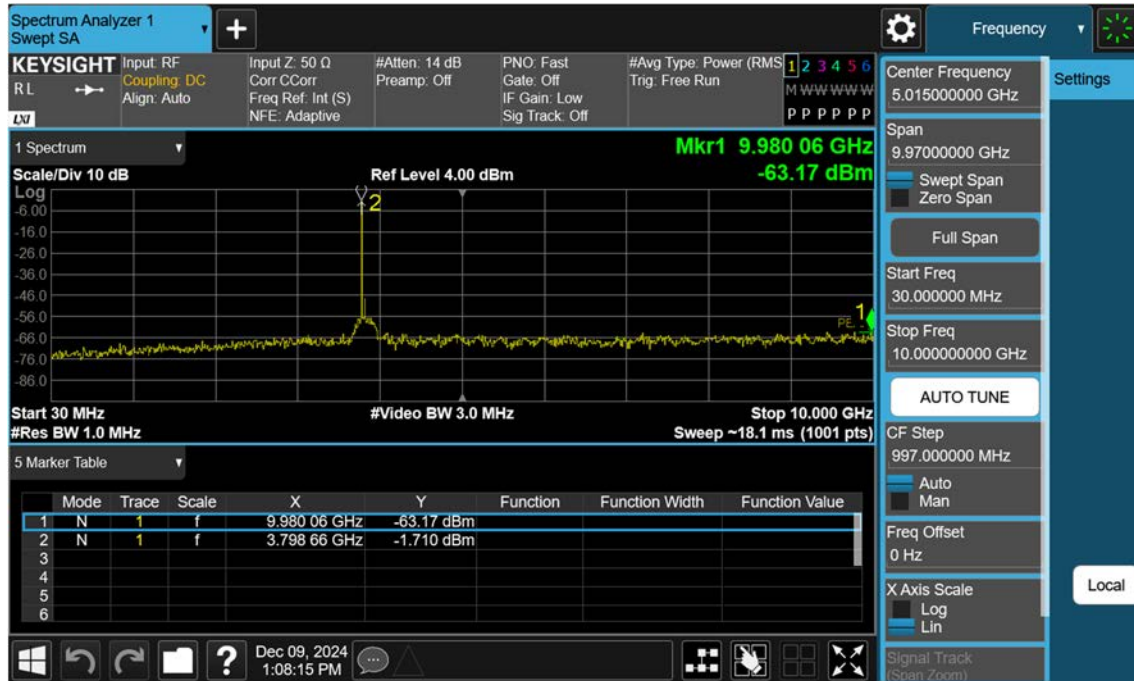 Spectrum Analyzer 1
Swept SA
Frequency
KEYSIGHT
RL
LXI
Input: RF
Coupling: DC
Align: Auto
Input Z: 50 Ω
Corr CCorr
Freq Ref: Int (S)
NFE: Adaptive
#Atten: 14 dB
Preamp: Off
PNO: Fast
Gate: Off
IF Gain: Low
Sig Track: Off
#Avg Type: Power (RMS
Trig: Free Run
1 2 3 4 5 6
M W W W W W
P P P P P P
1 Spectrum
Scale/Div 10 dB
Ref Level 4.00 dBm
Mkr1 9.980 06 GHz
-63.17 dBm
Log
2
-6.00
-16.0
-26.0
-36.0
-46.0
-56.0
1
-66.0
-76.0
-86.0
Start 30 MHz
#Video BW 3.0 MHz
Stop 10.000 GHz
#Res BW 1.0 MHz
Sweep ~18.1 ms (1001 pts)
5 Marker Table
Mode Trace Scale X Y Function Function Width Function Value
1 N 1 f 9.980 06 GHz -63.17 dBm
2 N 1 f 3.798 66 GHz -1.710 dBm
3
4
5
6
Dec 09, 2024
1:08:15 PM
Center Frequency
5.015000000 GHz
Span
9.97000000 GHz
Swept Span
Zero Span
Full Span
Start Freq
30.000000 MHz
Stop Freq
10.000000000 GHz
AUTO TUNE
CF Step
997.000000 MHz
Auto
Man
Freq Offset
0 Hz
X Axis Scale
Log
Lin
Signal Track
(Span Zoom)
Settings
Local